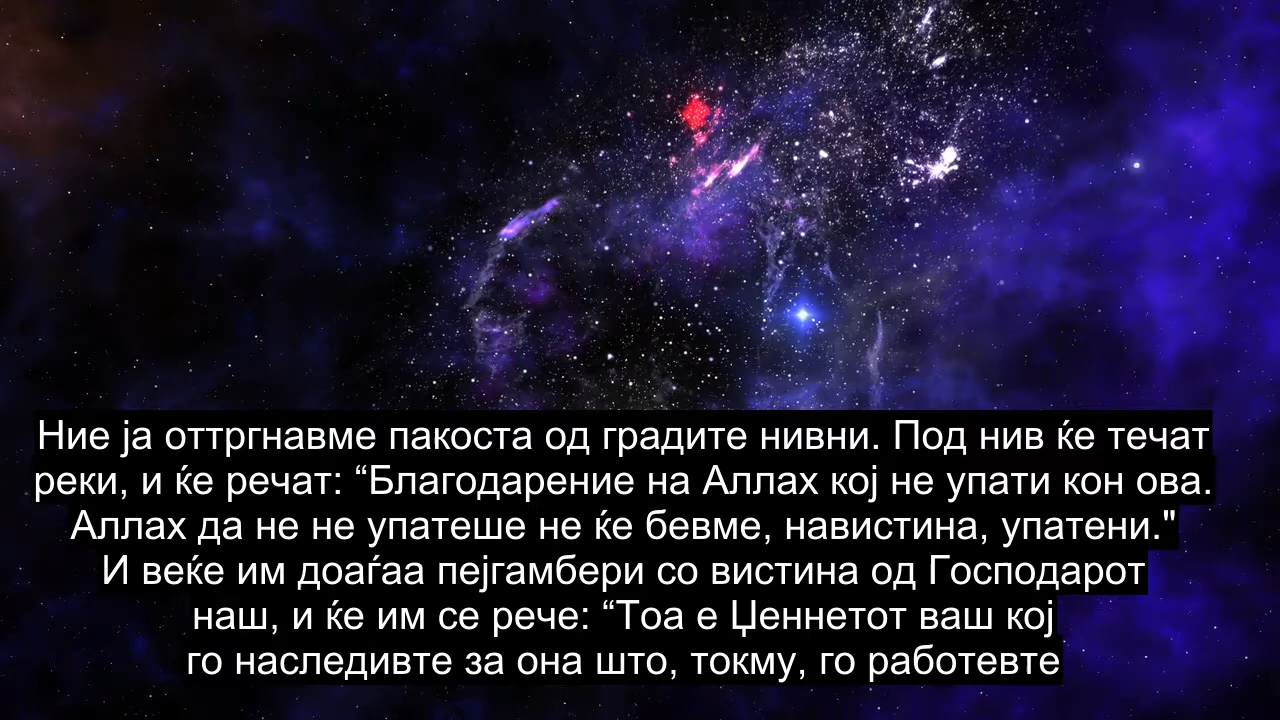 Ние ја оттргнавме пакоста од градите нивни. Под нив ќе течат
реки, и ќе речат: “Благодарение на Аллах кој не упати кон ова.
Аллах да не не упатеше не ќе бевме, навистина, упатени."
И веќе им доаѓаа пејгамбери со вистина од Господарот
наш, и ќе им се рече: “Тоа е Џеннетот ваш кој
го наследивте за она што, токму, го работевте